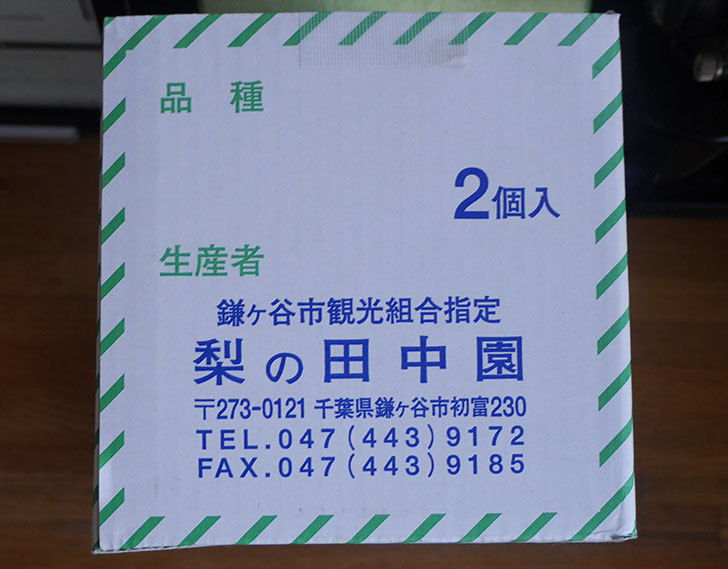 品種
2個入
生産者
鎌ヶ谷市観光組合指定
梨の田中園
〒273-0121 千葉県鎌ヶ谷市初富230
TEL.047(443)9172
FAX.047(443)9185